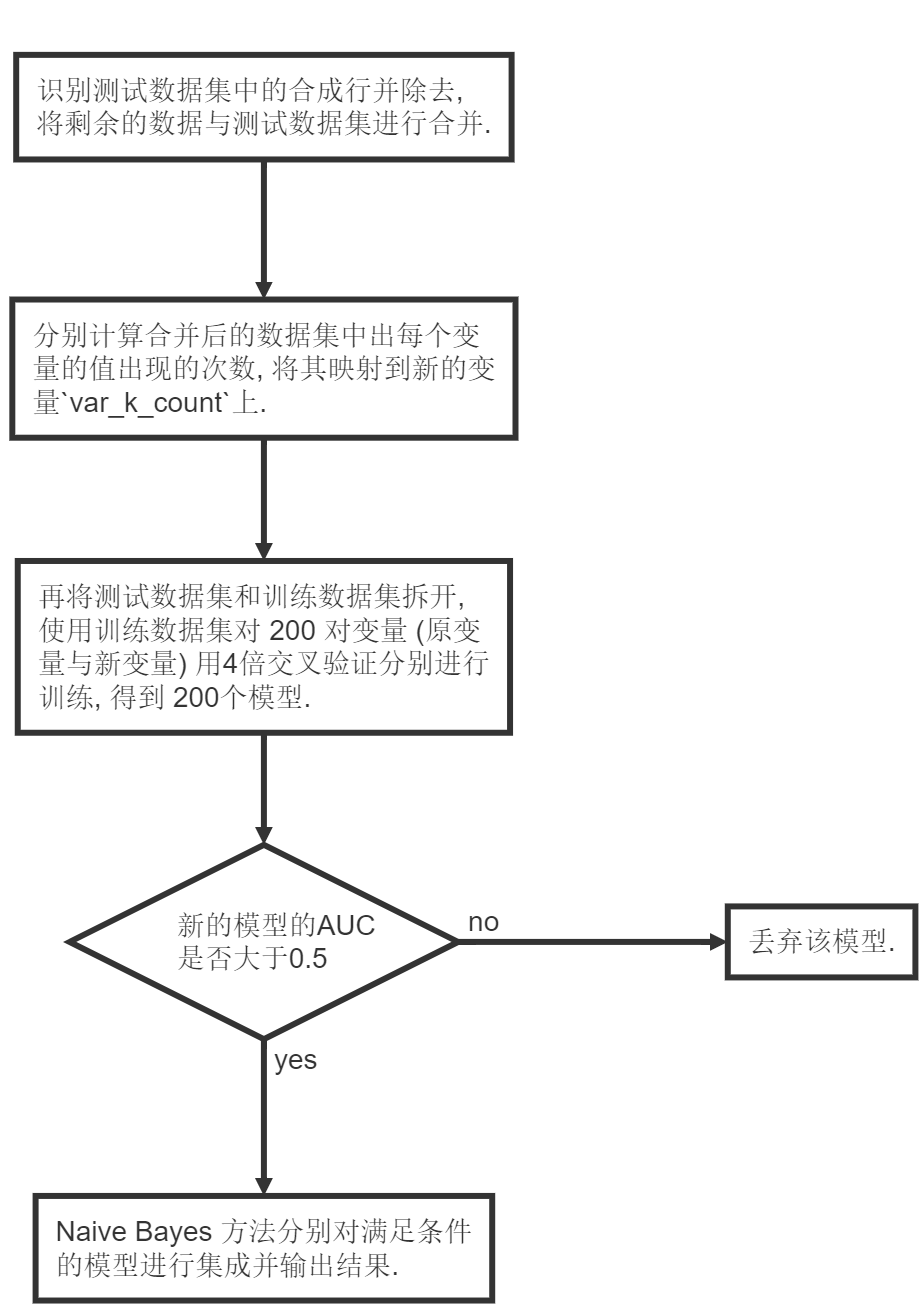 识别测试数据集中的合成行并除去,
将剩余的数据与测试数据集进行合并.
分别计算合并后的数据集中出每个变
量的值出现的次数, 将其映射到新的变
量`var_k_count`上.
再将测试数据集和训练数据集拆开,
使用训练数据集对 200 对变量 (原变
量与新变量) 用4倍交叉验证分别进行
训练, 得到 200个模型.
新的模型的AUC
是否大于0.5
no
丢弃该模型.
yes
Naive Bayes 方法分别对满足条件
的模型进行集成并输出结果.